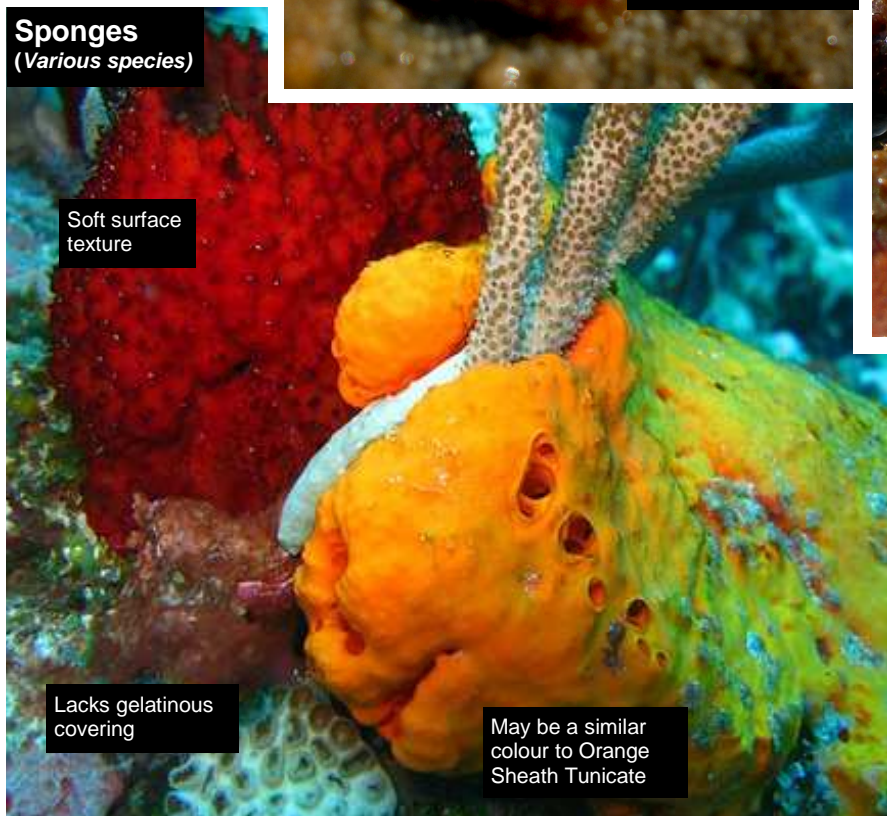 Sponges
(Various species)
Soft surface
texture
Lacks gelatinous
covering
May be a similar
colour to Orange
Sheath Tunicate